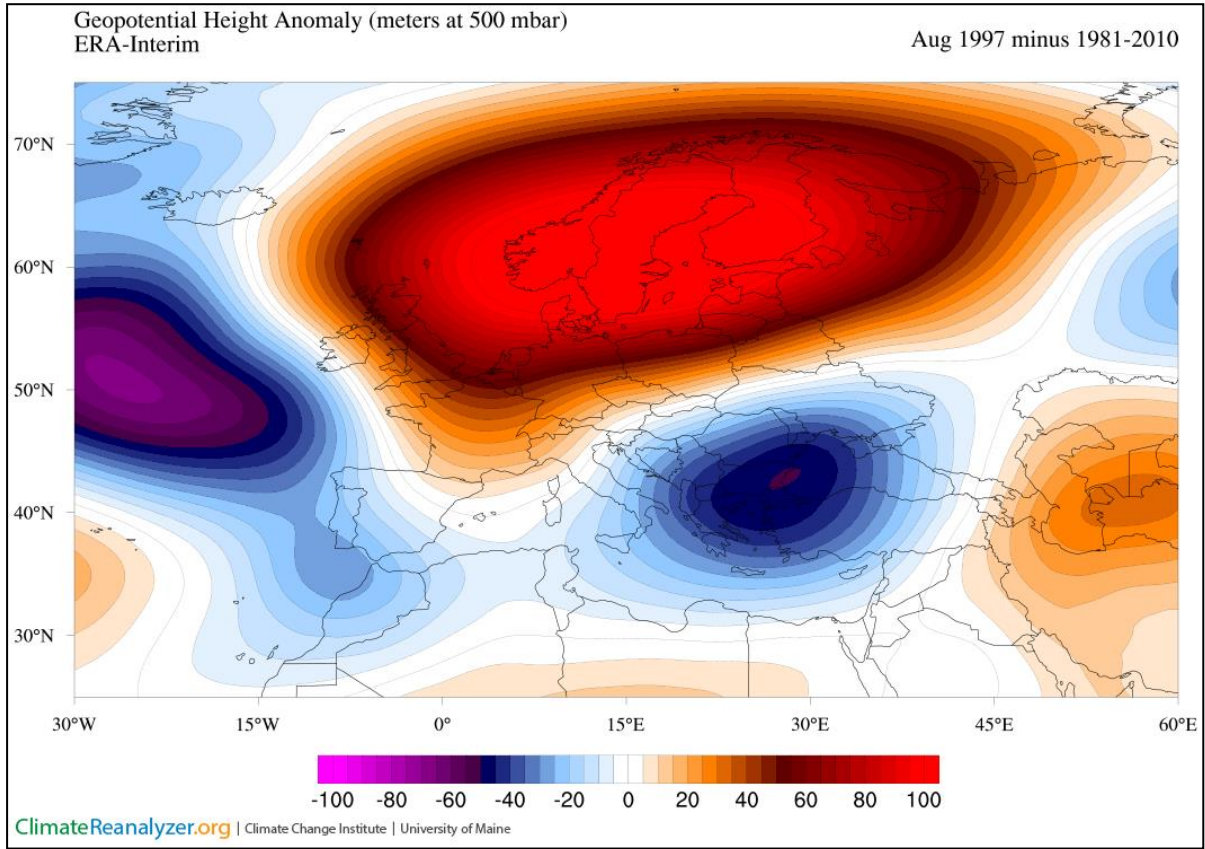 Geopotential Height Anomaly (meters at 500 mbar)
ERA-Interim
Aug 1997 minus 1981-2010
70°N
60°N
50°N
40°N
30°N
30°W 15°W 0° 15°E 30°E 45°E 60°E
-100 -80 -60 -40 -20 0 20 40 60 80 100
ClimateReanalyzer.org | Climate Change Institute | University of Maine